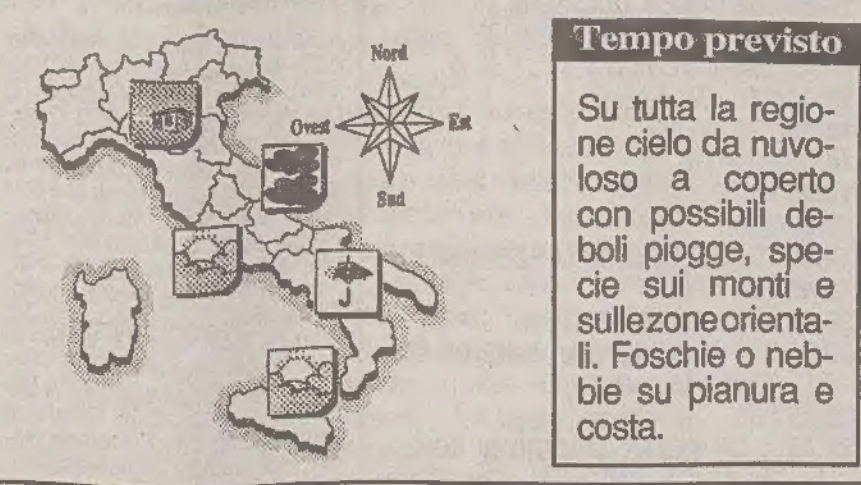 Nord
Ovest
Est
Sud
Tempo previsto
Su tutta la regio-
ne cielo da nuvo-
loso a coperto
con possibili de-
boli piogge, spe-
cie sui monti e
sullezoneorienta-
li. Foschie o neb-
bie su pianura e
costa.